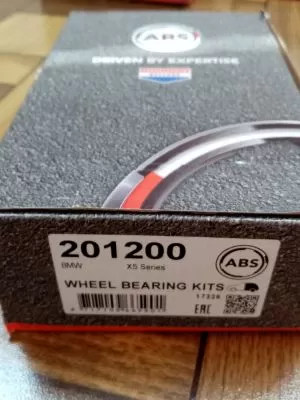 ABS
DRIVEN BY EXPERTISE
201200
BMW X5 Series
ABS
WHEEL BEARING KITS
17326
EAC